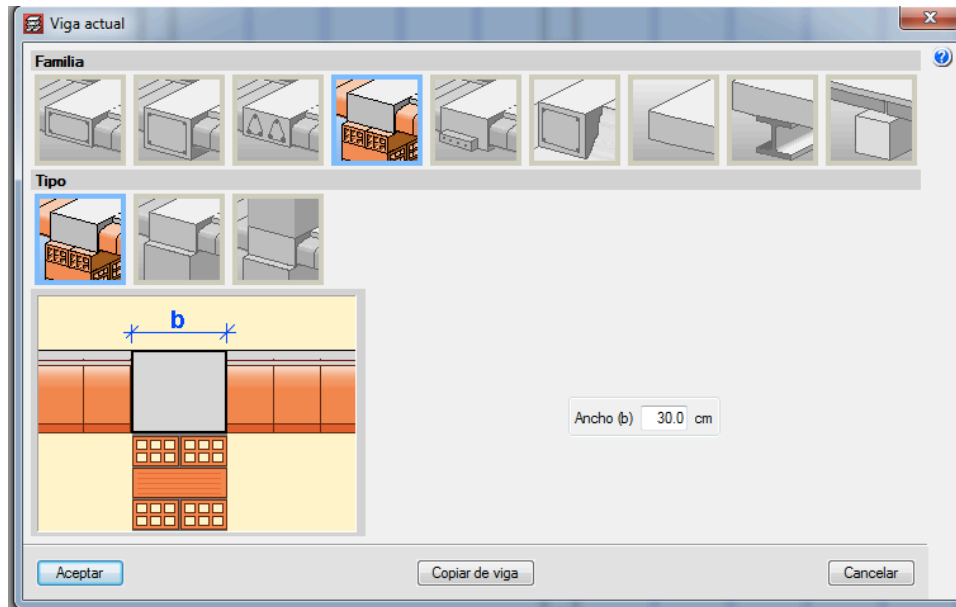 Viga actual
Familia
Tipo
b
Ancho (b) 30.0 cm
Aceptar Copiar de viga Cancelar